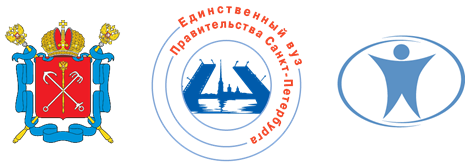 Единственный вуз
Правительства Санкт-Петербурга